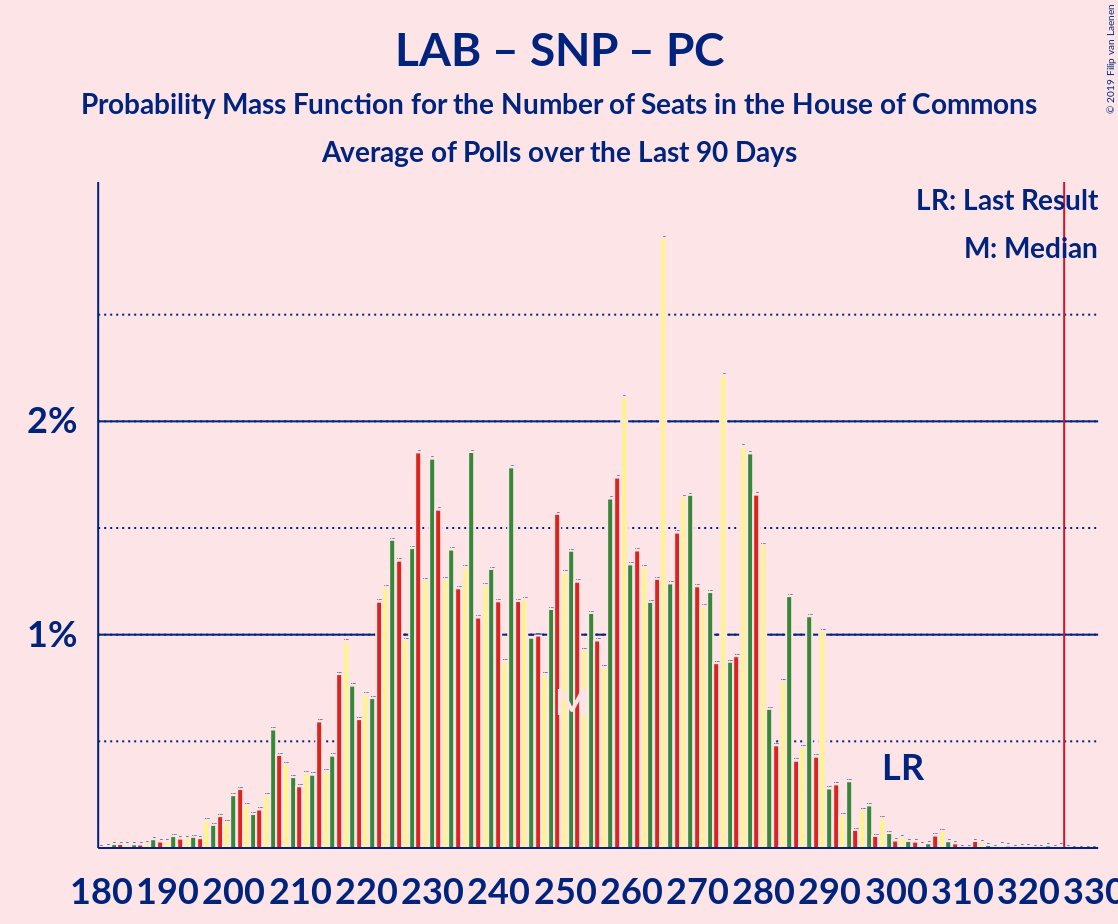 LAB – SNP – PC
Probability Mass Function for the Number of Seats in the House of Commons
Average of Polls over the Last 90 Days
© 2019 Filip van Laenen
LR: Last Result
M: Median
2%
1%
M
LR
180 190 200 210 220 230 240 250 260 270 280 290 300 310 320 330